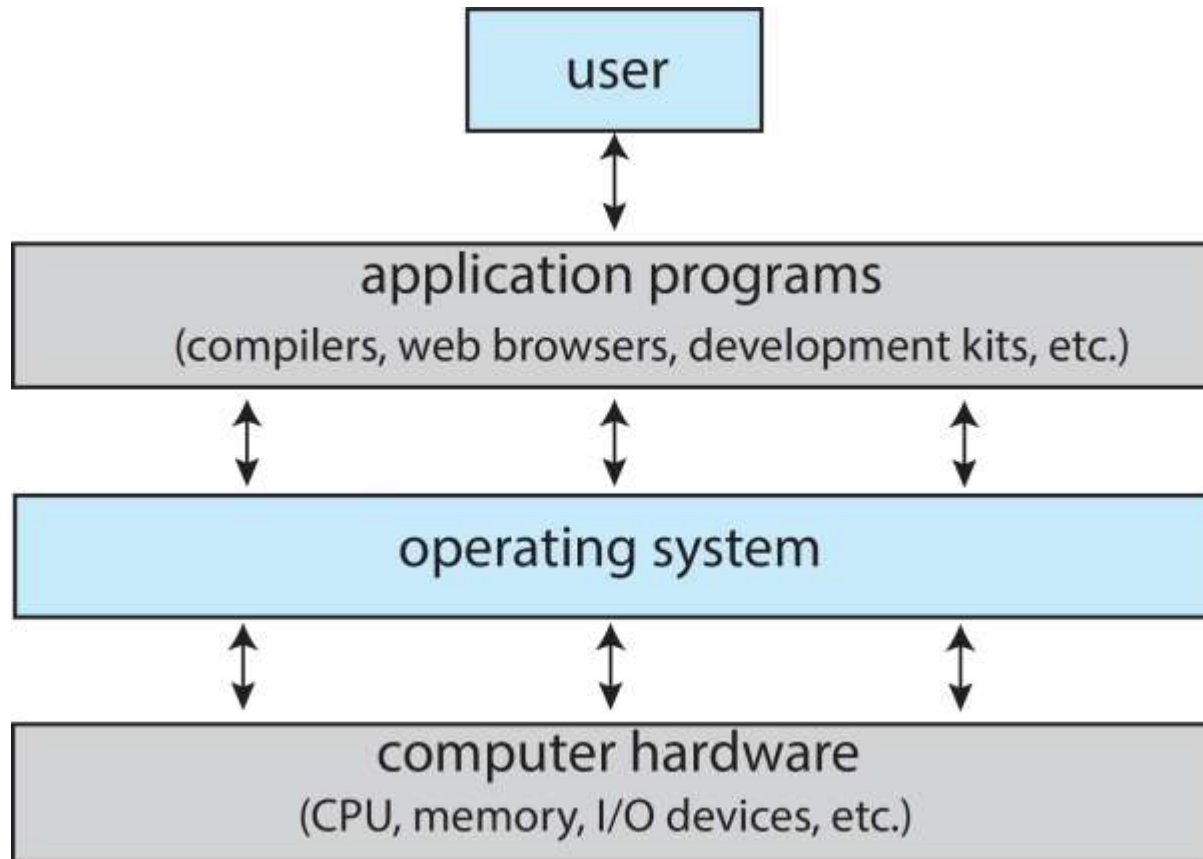 user
application programs
(compilers, web browsers, development kits, etc.)
operating system
computer hardware
(CPU, memory, I/O devices, etc.)